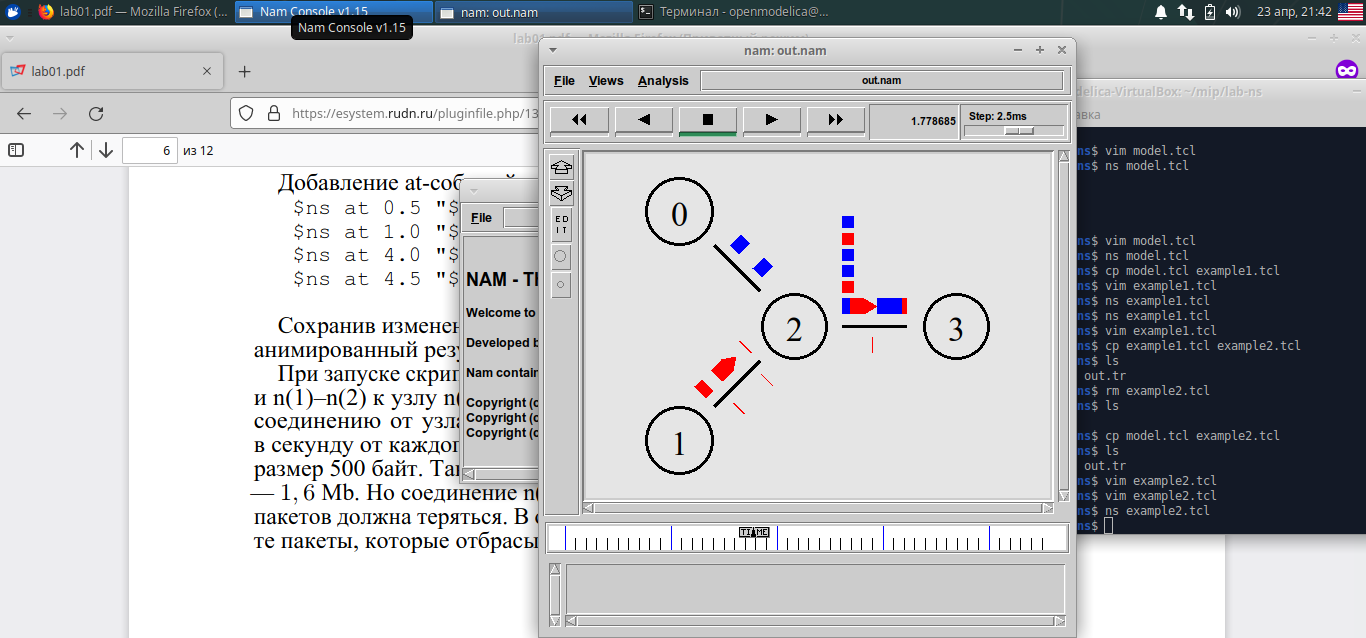 lab01.pdf — Mozilla Firefox (...
Nam Console v1.15
nam: out.nam
Терминал - openmodelica@...
23 апр, 21:42
Nam Console v1.15
nam: out.nam
lab01.pdf
https://esystem.rudn.ru/pluginfile.php/13
6 из 12
delica-VirtualBox: ~/mip/lab-ns
авка
File Views Analysis out.nam
1.778685 Step: 2.5ms
Добавление at-соб
$ns at 0.5 "$
$ns at 1.0 "$
$ns at 4.0 "$
$ns at 4.5 "$
Сохранив изменен
анимированный резу
При запуске скрип
и n(1)–n(2) к узлу n(
соединению от узла
в секунду от каждог
размер 500 байт. Так
— 1, 6 Mb. Но соединение n(
пакетов должна теряться. В о
те пакеты, которые отбрасы
File
NAM - Th
Welcome to
Developed b
Nam contain
Copyright (c
Copyright (c
Copyright (c
ED
IT
0
2
3
1
TIME
ns$ vim model.tcl
ns$ ns model.tcl
ns$ vim model.tcl
ns$ ns model.tcl
ns$ cp model.tcl example1.tcl
ns$ vim example1.tcl
ns$ ns example1.tcl
ns$ ns example1.tcl
ns$ vim example1.tcl
ns$ cp example1.tcl example2.tcl
ns$ ls
out.tr
ns$ rm example2.tcl
ns$ ls
ns$ cp model.tcl example2.tcl
ns$ ls
out.tr
ns$ vim example2.tcl
ns$ vim example2.tcl
ns$ ns example2.tcl
ns$